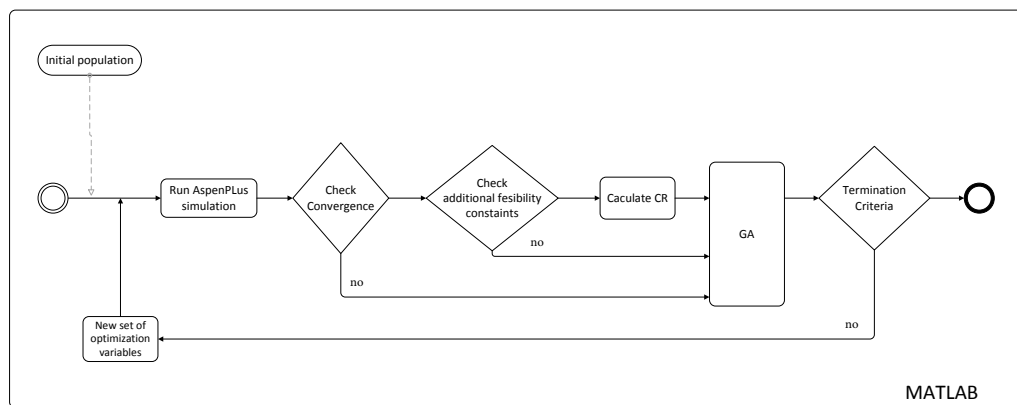 Initial population
Run AspenPLus
simulation
Check
Convergence
no
Check
additional fesibility
constaints
no
Caculate CR
GA
Termination
Criteria
no
New set of
optimization
variables
MATLAB